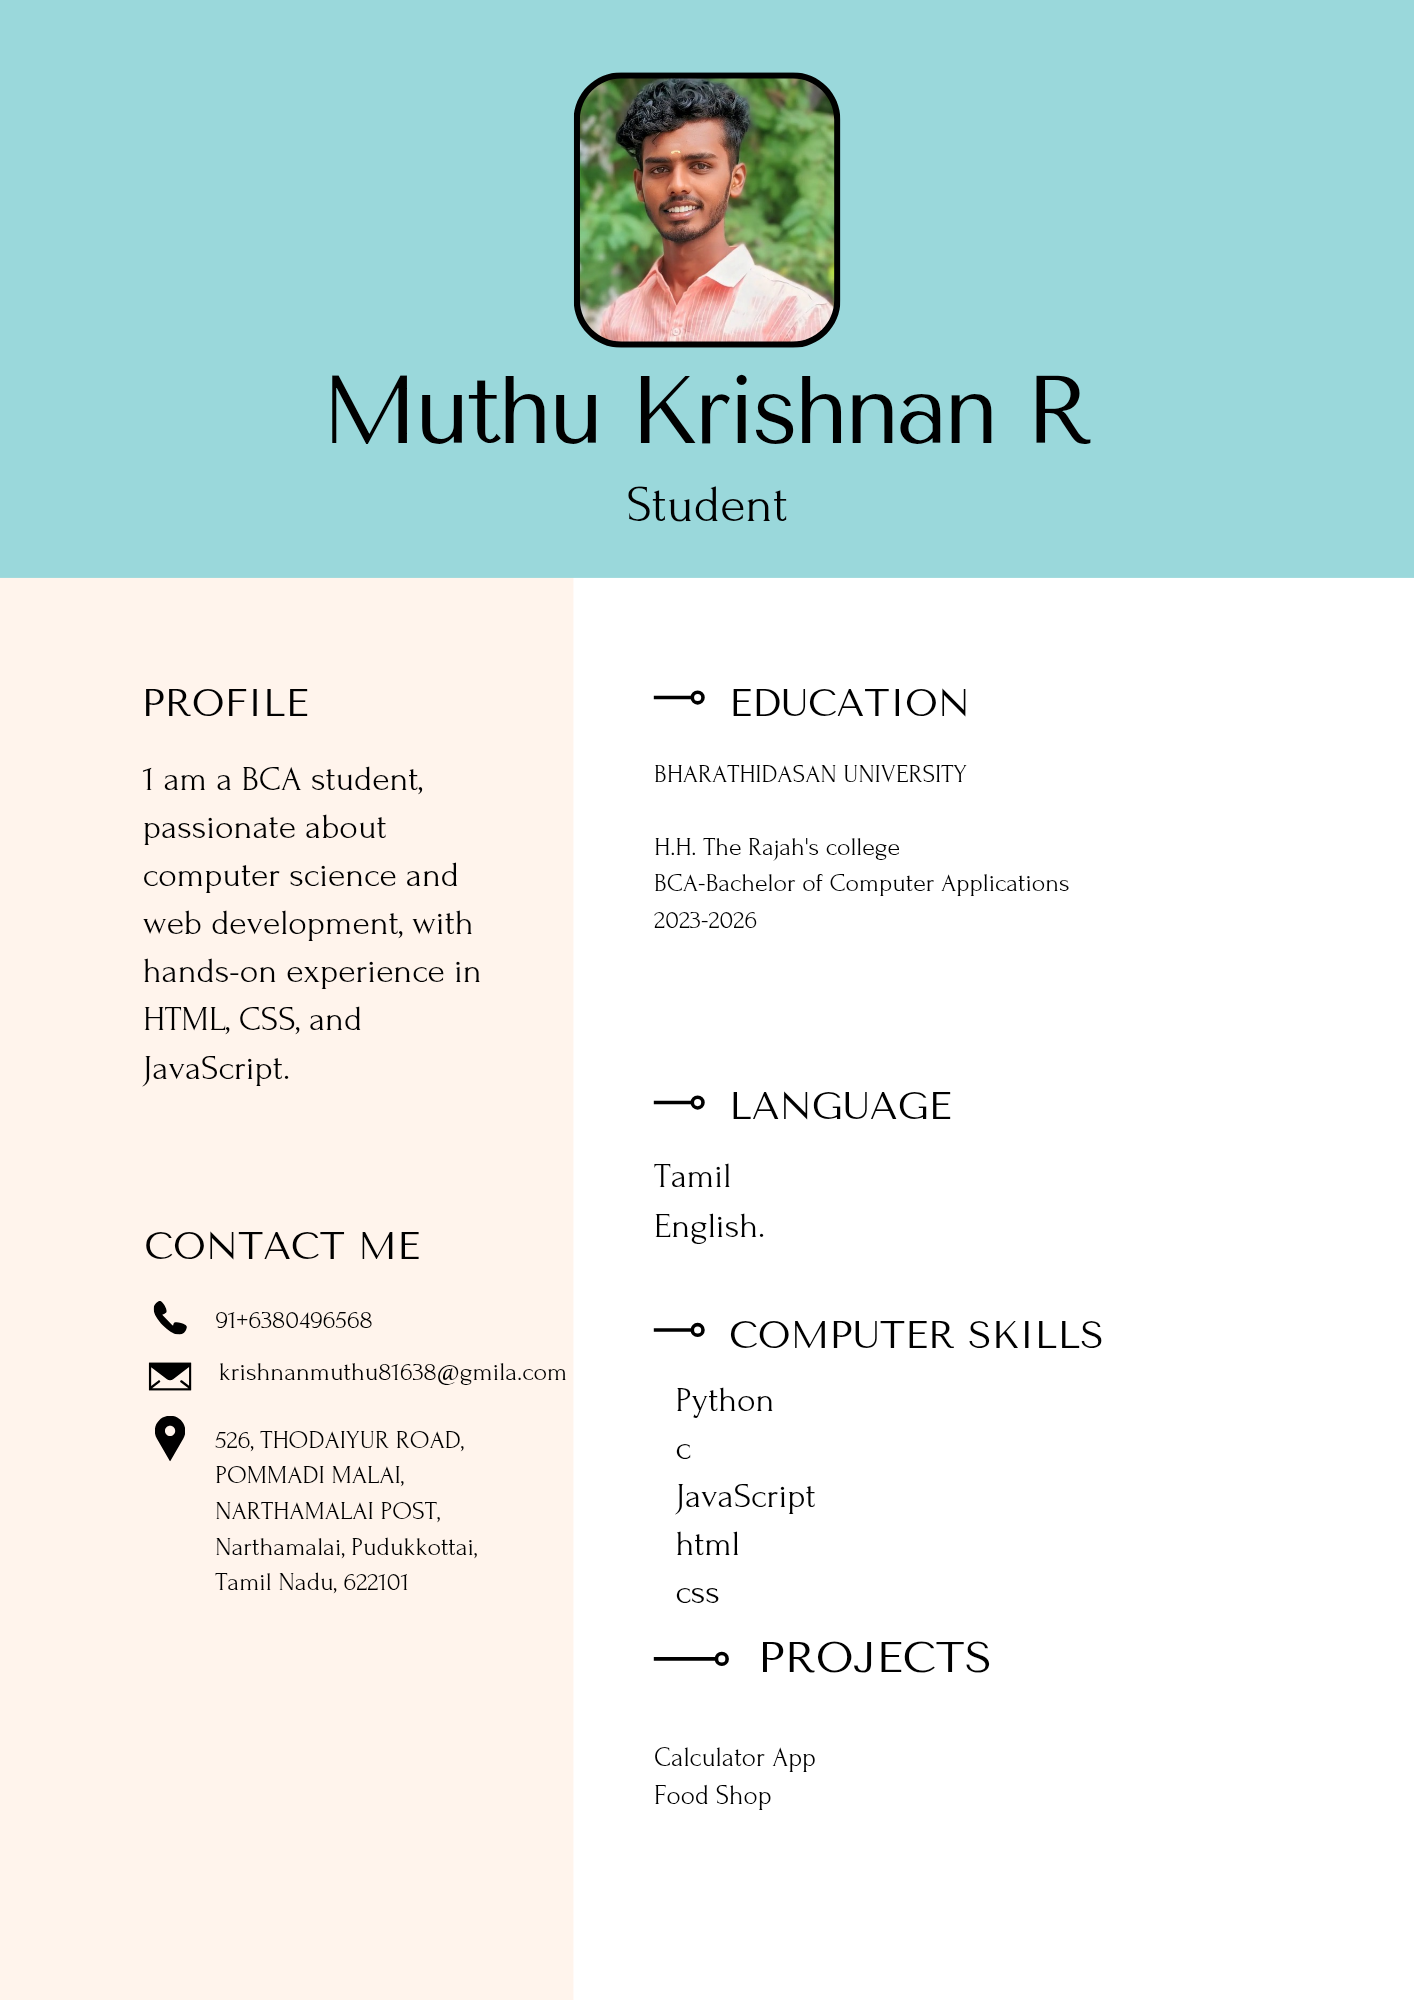 Muthu Krishnan R
Student
PROFILE
1 am a BCA student,
passionate about
computer science and
web development, with
hands-on experience in
HTML, CSS, and
JavaScript.
CONTACT ME
91+6380496568
krishnanmuthu81638@gmila.com
526, THODAIYUR ROAD,
POMMADI MALAI,
NARTHAMALAI POST,
Narthamalai, Pudukkottai,
Tamil Nadu, 622101
EDUCATION
BHARATHIDASAN UNIVERSITY
H.H. The Rajah's college
BCA-Bachelor of Computer Applications
2023-2026
LANGUAGE
Tamil
English.
COMPUTER SKILLS
Python
c
JavaScript
html
css
PROJECTS
Calculator App
Food Shop